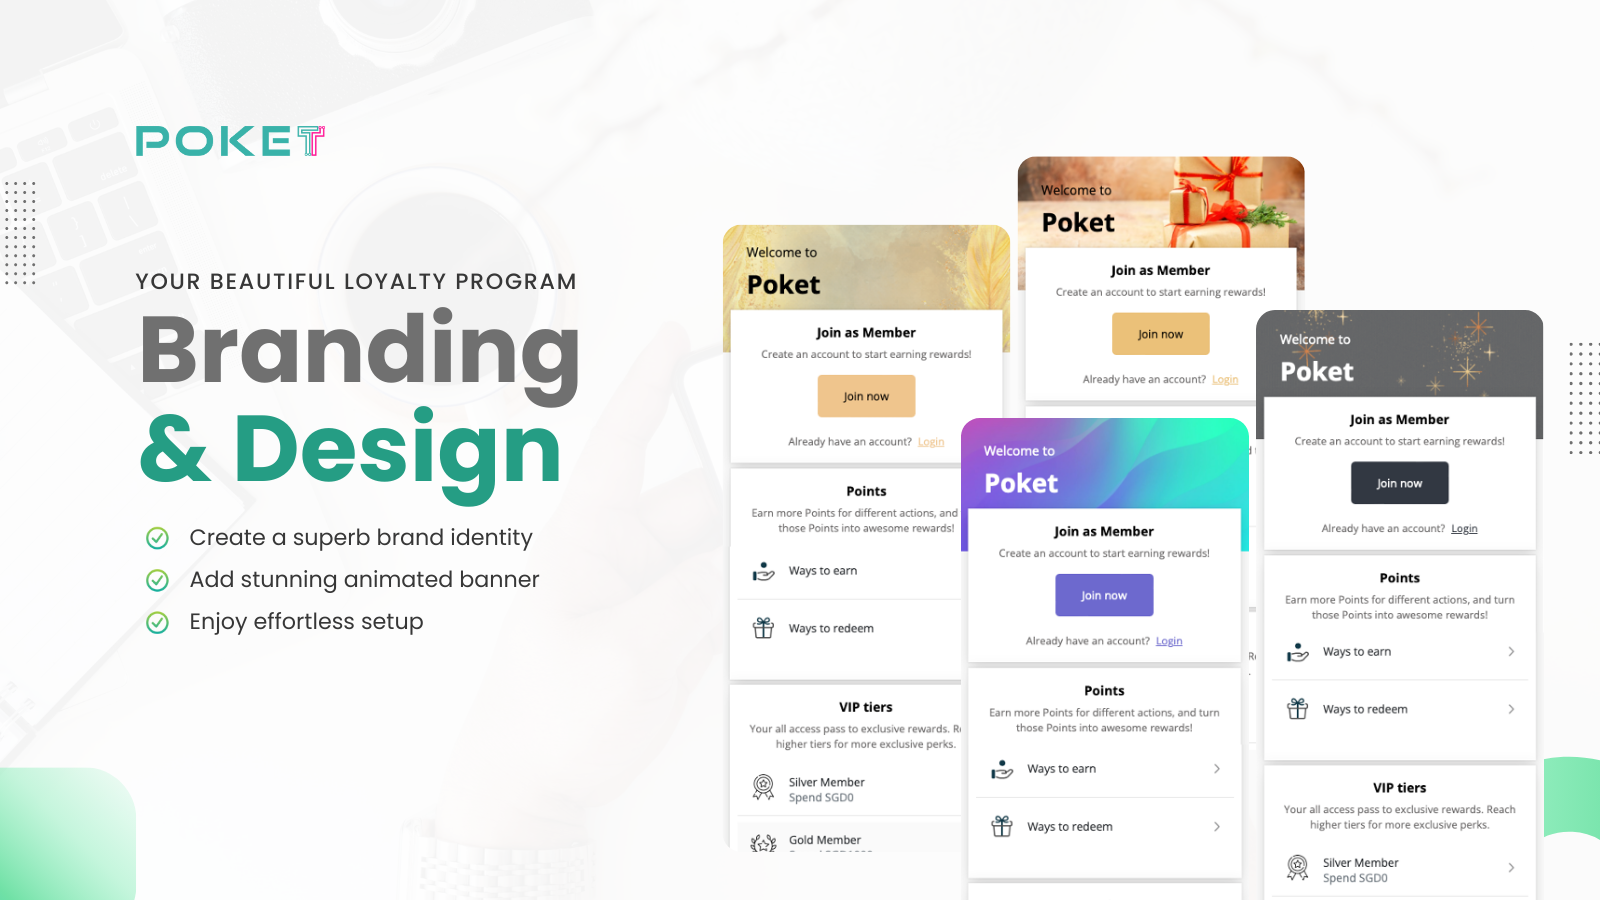 POKET
YOUR BEAUTIFUL LOYALTY PROGRAM
Branding
& Design
Create a superb brand identity
Add stunning animated banner
Enjoy effortless setup
Welcome to
Poket
Join as Member
Create an account to start earning rewards!
Join now
Already have an account? Login
Points
Earn more Points for different actions, and
those Points into awesome rewards!
Ways to earn
Ways to redeem
VIP tiers
Your all access pass to exclusive rewards.
higher tiers for more exclusive perks.
Silver Member
Spend SGD0
Gold Member
Welcome to
Poket
Join as Member
Create an account to start earning rewards!
Join now
Already have an account? Login
Welcome to
Poket
Join as Member
Create an account to start earning rewards!
Join now
Already have an account? Login
Points
Earn more Points for different actions, and turn
those Points into awesome rewards!
Ways to earn
Ways to redeem
Welcome to
Poket
Join as Member
Create an account to start earning rewards!
Join now
Already have an account? Login
Points
Earn more Points for different actions, and turn
those Points into awesome rewards!
Ways to earn
Ways to redeem
VIP tiers
Your all access pass to exclusive rewards. Reach
higher tiers for more exclusive perks.
Silver Member
Spend SGD0